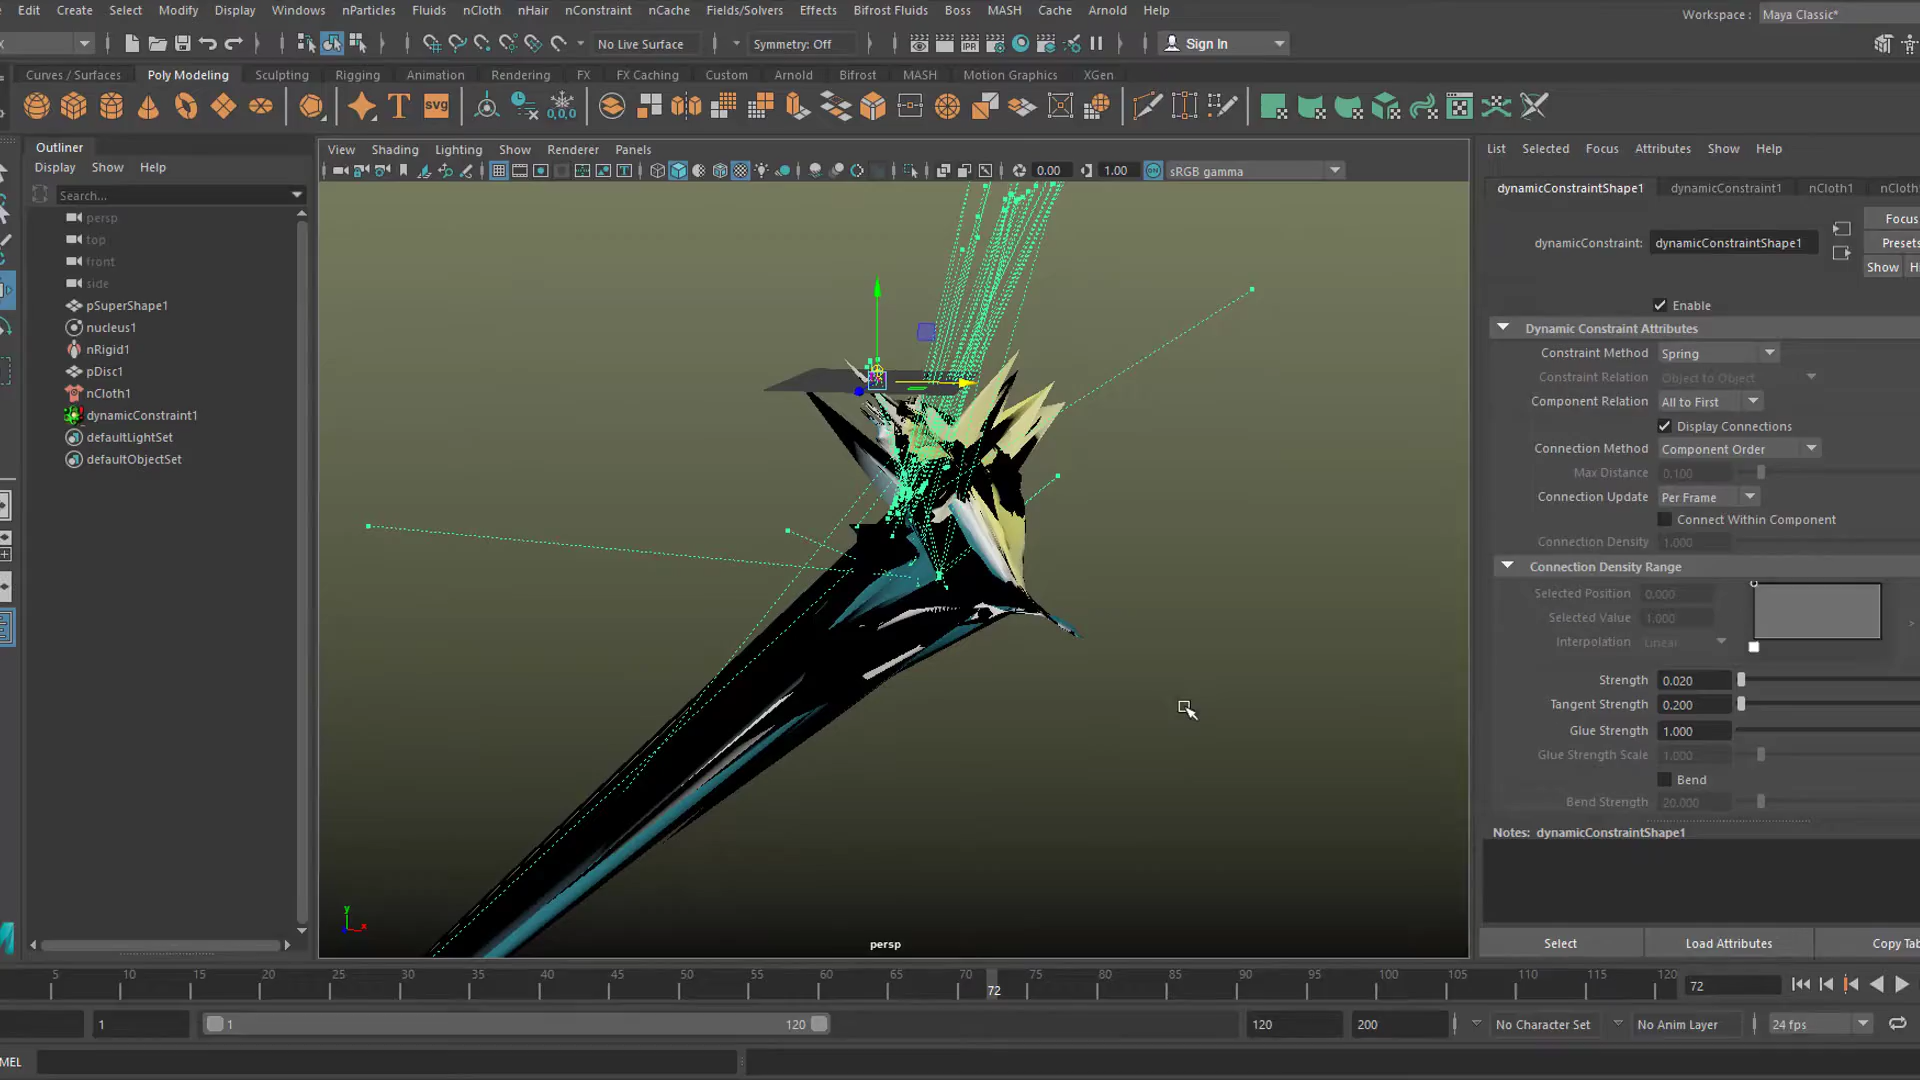 Edit Create Select Modify Display Windows nParticles Fluids nCloth nHair nConstraint nCache Fields/Solvers Effects Bifrost Fluids Boss MASH Cache Arnold Help
Workspace : Maya Classic*
No Live Surface Symmetry: Off IPR Sign In
Curves / Surfaces Poly Modeling Sculpting Rigging Animation Rendering FX FX Caching Custom Arnold Bifrost MASH Motion Graphics XGen
T svg 0,0,0
Outliner
Display Show Help
Search...
persp
top
front
side
pSuperShape1
nucleus1
nRigid1
pDisc1
nCloth1
dynamicConstraint1
defaultLightSet
defaultObjectSet
View Shading Lighting Show Renderer Panels
0.00 1.00 ON sRGB gamma
y
x
persp
List Selected Focus Attributes Show Help
dynamicConstraintShape1 dynamicConstraint1 nCloth1 nCloth
Focus
dynamicConstraint: dynamicConstraintShape1 Presets
Show Hi
Enable
Dynamic Constraint Attributes
Constraint Method Spring
Constraint Relation Object to Object
Component Relation All to First
Display Connections
Connection Method Component Order
Max Distance 0.100
Connection Update Per Frame
Connect Within Component
Connection Density 1.000
Connection Density Range
Selected Position 0.000
Selected Value 1.000
Interpolation Linear
Strength 0.020
Tangent Strength 0.200
Glue Strength 1.000
Glue Strength Scale 1.000
Bend
Bend Strength 20.000
Notes: dynamicConstraintShape1
Select Load Attributes Copy Tab
5 10 15 20 25 30 35 40 45 50 55 60 65 70 75 80 85 90 95 100 105 110 115 120
72 72
1 1 120 120 200 No Character Set No Anim Layer 24 fps
MEL